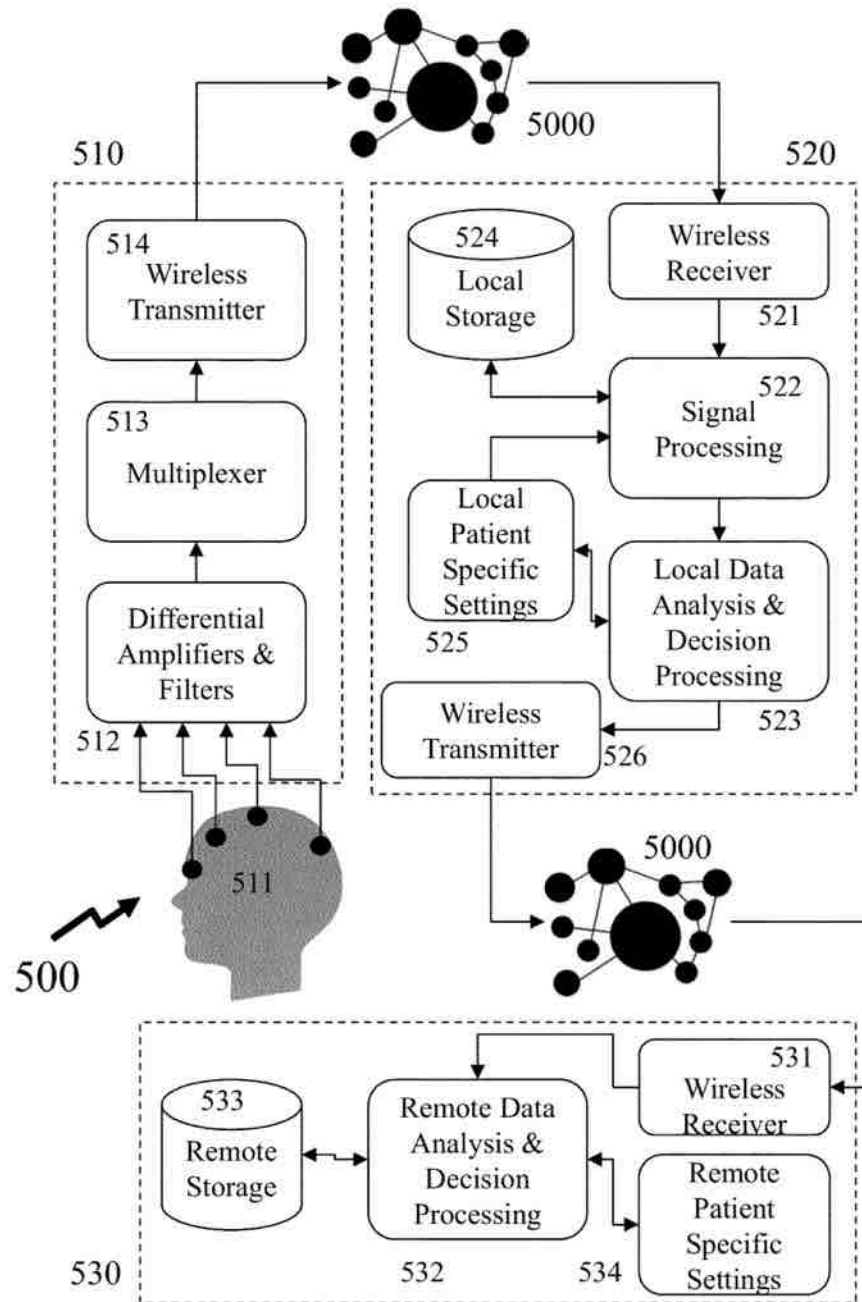 5000
510
520
514
Wireless
Transmitter
513
Multiplexer
Differential
Amplifiers &
Filters
512
511
500
Wireless
Receiver
521
524
Local
Storage
522
Signal
Processing
Local
Patient
Specific
Settings
525
Local Data
Analysis &
Decision
Processing
523
Wireless
Transmitter
526
5000
531
Wireless
Receiver
533
Remote
Storage
Remote Data
Analysis &
Decision
Processing
532
Remote
Patient
Specific
Settings
534
530